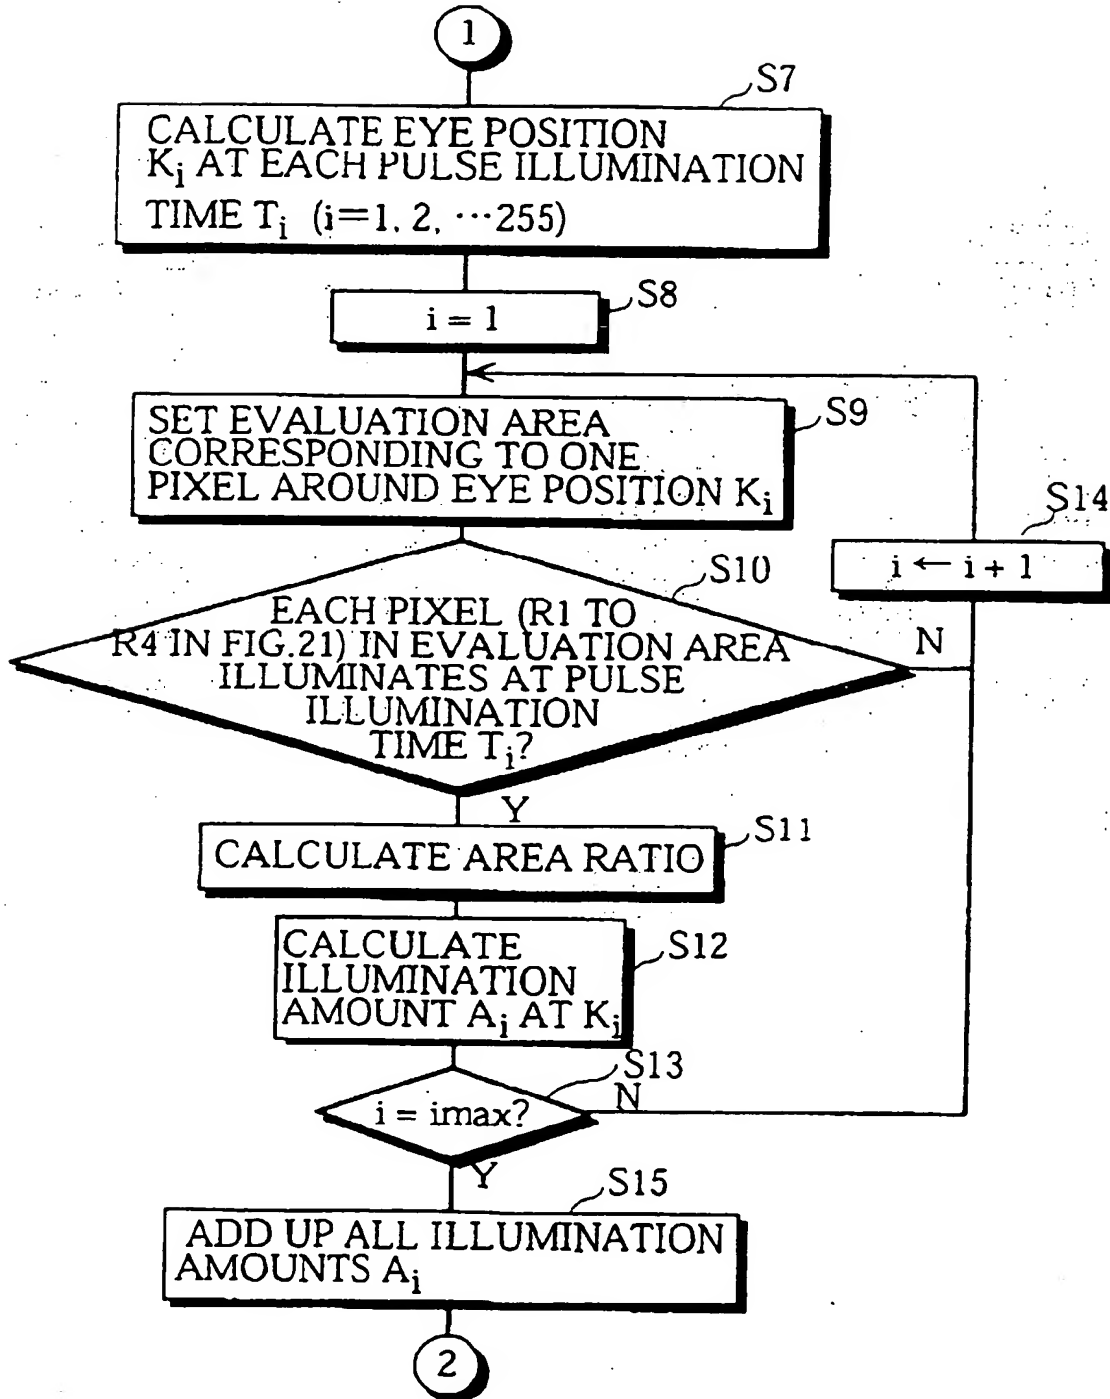 1
S7
CALCULATE EYE POSITION
Ki AT EACH PULSE ILLUMINATION
TIME Ti (i=1, 2, ⋯255)
S8
i = 1
S9
SET EVALUATION AREA
CORRESPONDING TO ONE
PIXEL AROUND EYE POSITION Ki
S14
i ← i + 1
S10
EACH PIXEL (R1 TO
R4 IN FIG.21) IN EVALUATION AREA
ILLUMINATES AT PULSE
ILLUMINATION
TIME Ti?
N
Y
S11
CALCULATE AREA RATIO
S12
CALCULATE
ILLUMINATION
AMOUNT Ai AT Ki
S13
i = imax?
N
Y
S15
ADD UP ALL ILLUMINATION
AMOUNTS Ai
2